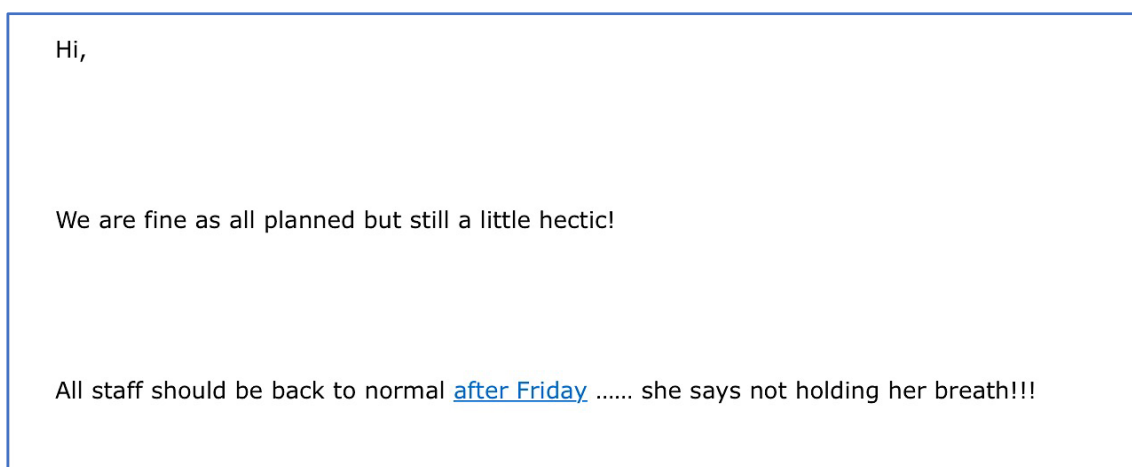 Hi,
We are fine as all planned but still a little hectic!
All staff should be back to normal after Friday ...... she says not holding her breath!!!